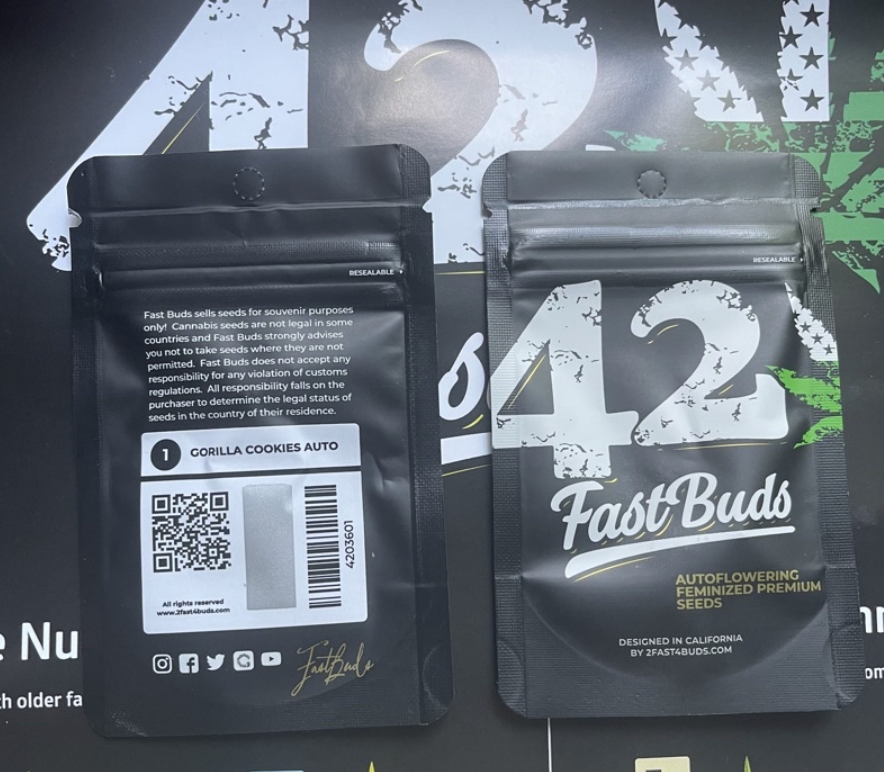 42
RESEALABLE
Fast Buds sells seeds for souvenir purposes
only! Cannabis seeds are not legal in some
countries and Fast Buds strongly advises
you not to take seeds where they are not
permitted. Fast Buds does not accept any
responsibility for any violation of customs
regulations. All responsibility falls on the
purchaser to determine the legal status of
seeds in the country of their residence.
1 GORILLA COOKIES AUTO
4203601
All rights reserved
www.2fast4buds.com
FastBuds
RESEALABLE
42
FastBuds
AUTOFLOWERING
FEMINIZED PREMIUM
SEEDS
DESIGNED IN CALIFORNIA
BY 2FAST4BUDS.COM
e Nu
th older fa